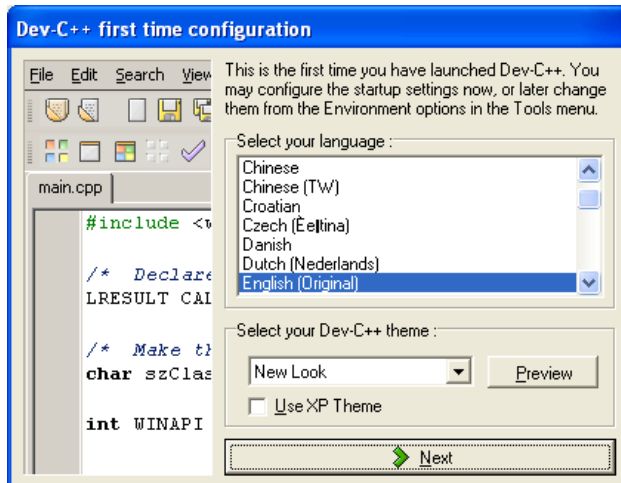 Dev-C++ first time configuration
File Edit Search View
main.cpp
#include <w
/* Declare
LRESULT CAL
/* Make th
char szClas
int WINAPI
This is the first time you have launched Dev-C++. You
may configure the startup settings now, or later change
them from the Environment options in the Tools menu.
Select your language :
Chinese
Chinese (TW)
Croatian
Czech (Èeština)
Danish
Dutch (Nederlands)
English (Original)
Select your Dev-C++ theme :
New Look
Preview
Use XP Theme
Next